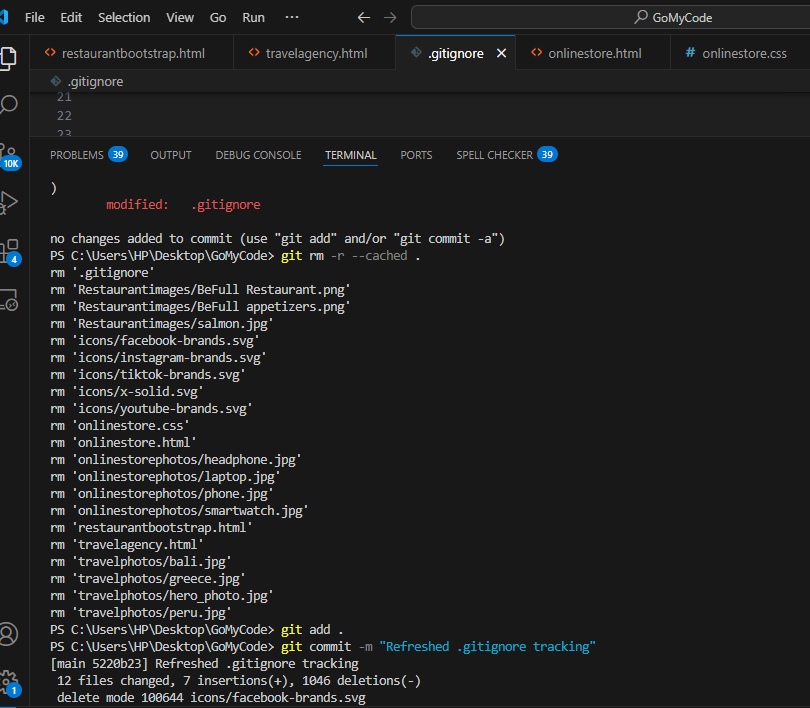 File Edit Selection View Go Run ··· GoMyCode
restaurantbootstrap.html travelagency.html .gitignore onlinestore.html # onlinestore.css
.gitignore
21
22
23
10K
4
1
PROBLEMS 39 OUTPUT DEBUG CONSOLE TERMINAL PORTS SPELL CHECKER 39
)
modified: .gitignore
no changes added to commit (use "git add" and/or "git commit -a")
PS C:\Users\HP\Desktop\GoMyCode> git rm -r --cached .
rm '.gitignore'
rm 'Restaurantimages/BeFull Restaurant.png'
rm 'Restaurantimages/BeFull appetizers.png'
rm 'Restaurantimages/salmon.jpg'
rm 'icons/facebook-brands.svg'
rm 'icons/instagram-brands.svg'
rm 'icons/tiktok-brands.svg'
rm 'icons/x-solid.svg'
rm 'icons/youtube-brands.svg'
rm 'onlinestore.css'
rm 'onlinestore.html'
rm 'onlinestorephotos/headphone.jpg'
rm 'onlinestorephotos/laptop.jpg'
rm 'onlinestorephotos/phone.jpg'
rm 'onlinestorephotos/smartwatch.jpg'
rm 'restaurantbootstrap.html'
rm 'travelagency.html'
rm 'travelphotos/bali.jpg'
rm 'travelphotos/greece.jpg'
rm 'travelphotos/hero_photo.jpg'
rm 'travelphotos/peru.jpg'
PS C:\Users\HP\Desktop\GoMyCode> git add .
PS C:\Users\HP\Desktop\GoMyCode> git commit -m "Refreshed .gitignore tracking"
[main 5220b23] Refreshed .gitignore tracking
12 files changed, 7 insertions(+), 1046 deletions(-)
delete mode 100644 icons/facebook-brands.svg